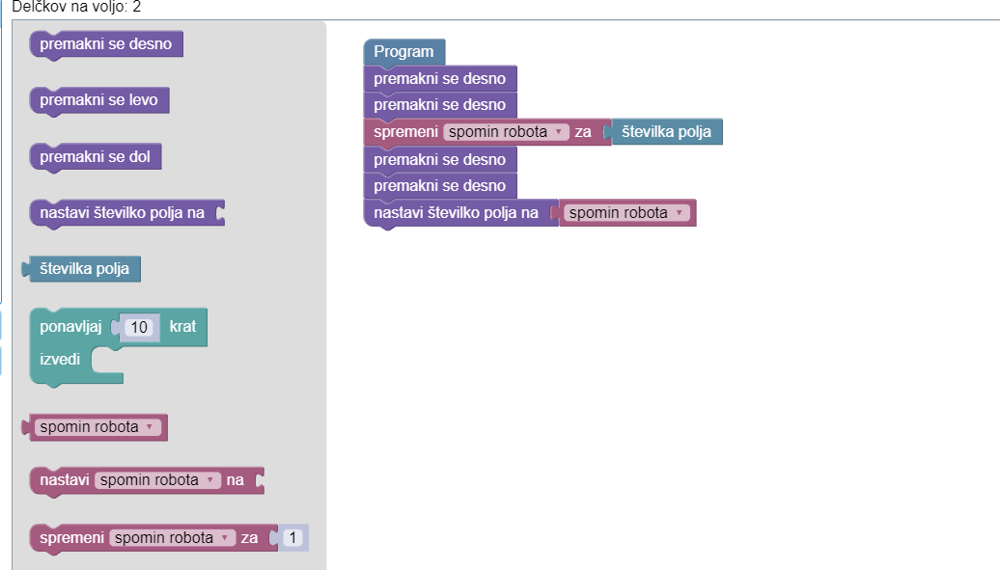 Delčkov na voljo: 2
premakni se desno
premakni se levo
premakni se dol
nastavi številko polja na
številka polja
ponavljaj 10 krat
izvedi
spomin robota
nastavi spomin robota na
spremeni spomin robota za 1
Program
premakni se desno
premakni se desno
spremeni spomin robota za številka polja
premakni se desno
premakni se desno
nastavi številko polja na spomin robota